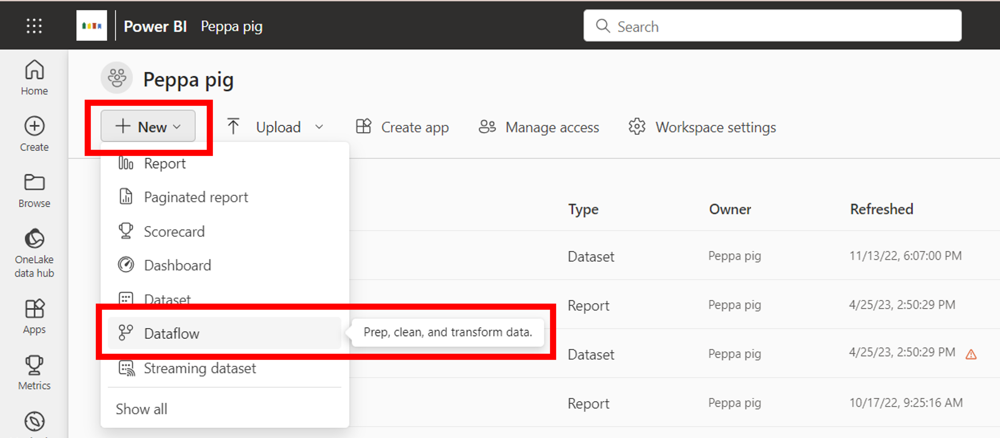 Power BI Peppa pig
Search
Home
Create
Browse
OneLake
data hub
Apps
Metrics
Peppa pig
New
Upload
Create app
Manage access
Workspace settings
Report
Paginated report
Scorecard
Dashboard
Dataset
Dataflow
Prep, clean, and transform data.
Streaming dataset
Show all
Type Owner Refreshed
Dataset Peppa pig 11/13/22, 6:07:00 PM
Report Peppa pig 4/25/23, 2:50:29 PM
Dataset Peppa pig 4/25/23, 2:50:29 PM
Report Peppa pig 10/17/22, 9:25:16 AM